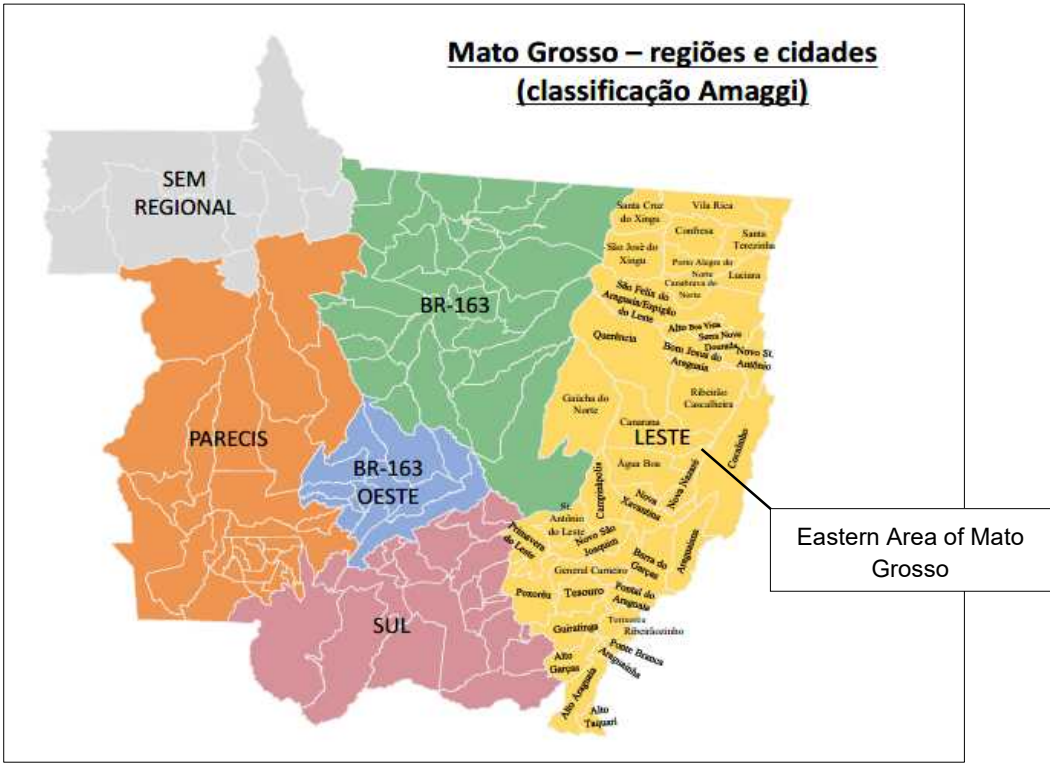 Mato Grosso – regiões e cidades
(classificação Amaggi)
SEM
REGIONAL
BR-163
PARECIS
BR-163
OESTE
SUL
LESTE
Santa Cruz
do Xingu
Vila Rica
Confresa
Santa
Terezinha
São José do
Xingu
Porto Alegre do
Norte
Luciara
Canabrava do
Norte
São Felix do
Araguaia/Espigão
do Leste
Alto Boa Vista
Serra Nova
Dourada
Querência
Bom Jesus do
Araguaia
Novo St.
Antônio
Ribeirão
Cascalheira
Gaúcha do
Norte
Canarana
Cocalinho
Água Boa
Campinápolis
Nova Nazaré
Nova
Xavantina
St.
Antônio
do Leste
Primavera
do Leste
Novo São
Joaquim
Barra do
Garças
Araguaiana
General Carneiro
Poxoréu
Tesouro
Pontal do
Araguaia
Torixoréu
Ribeirãozinho
Guiratinga
Ponte Branca
Araguainha
Alto
Garças
Alto Araguaia
Alto
Taquari
Eastern Area of Mato
Grosso